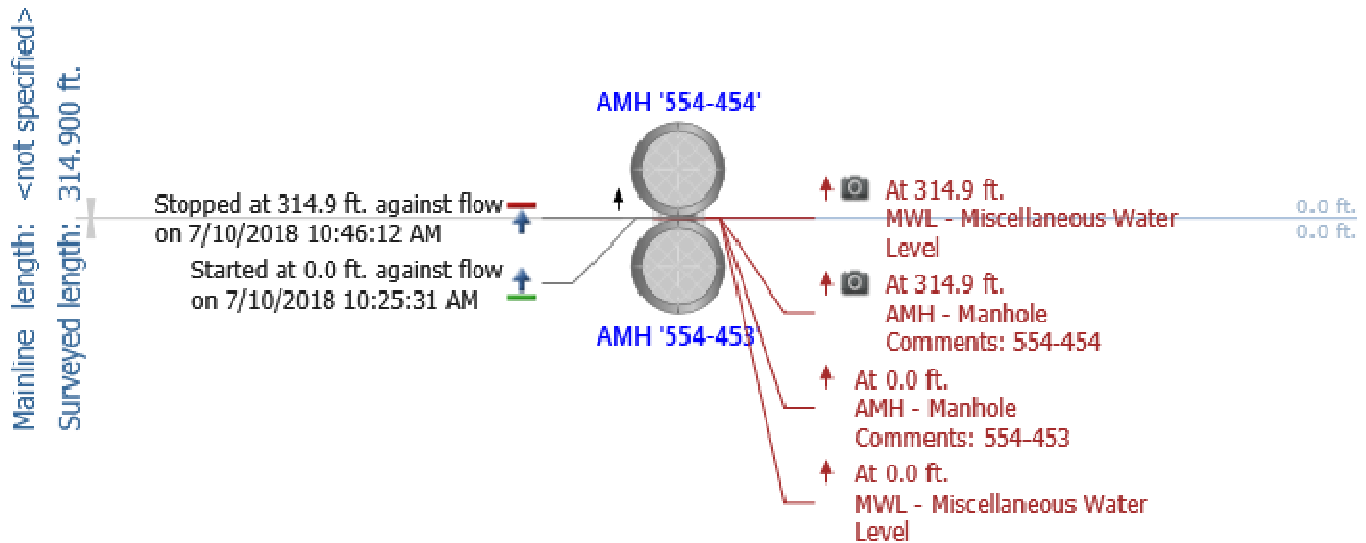 Mainline length: <not specified>
Surveyed length: 314.900 ft.
AMH '554-454'
Stopped at 314.9 ft. against flow
on 7/10/2018 10:46:12 AM
Started at 0.0 ft. against flow
on 7/10/2018 10:25:31 AM
AMH '554-453'
At 314.9 ft.
MWL - Miscellaneous Water
Level
0.0 ft.
0.0 ft.
At 314.9 ft.
AMH - Manhole
Comments: 554-454
At 0.0 ft.
AMH - Manhole
Comments: 554-453
At 0.0 ft.
MWL - Miscellaneous Water
Level